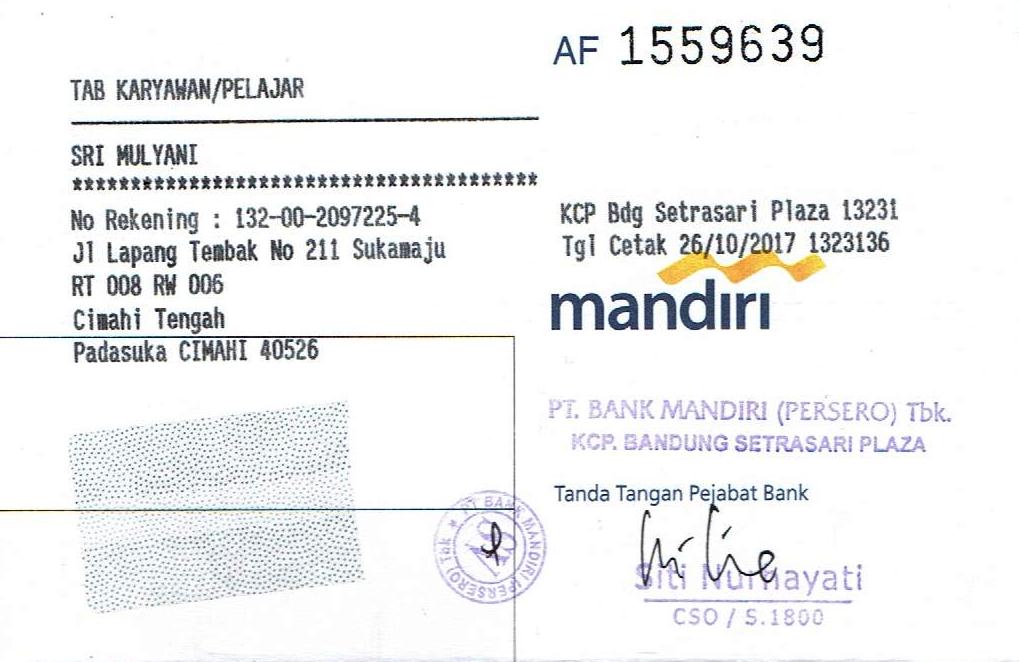 AF 1559639
TAB KARYAWAN/PELAJAR
SRI MULYANI
****************************************
No Rekening : 132-00-2097225-4
Jl Lapang Tembak No 211 Sukamaju
RT 008 RW 006
Cimahi Tengah
Padasuka CIMAHI 40526
KCP Bdg Setrasari Plaza 13231
Tgl Cetak 26/10/2017 1323136
mandiri
PT. BANK MANDIRI (PERSERO) Tbk.
KCP. BANDUNG SETRASARI PLAZA
Tanda Tangan Pejabat Bank
PT BANK MANDIRI (PERSERO) Tbk
Siti Nurhayati
CSO / S.1800